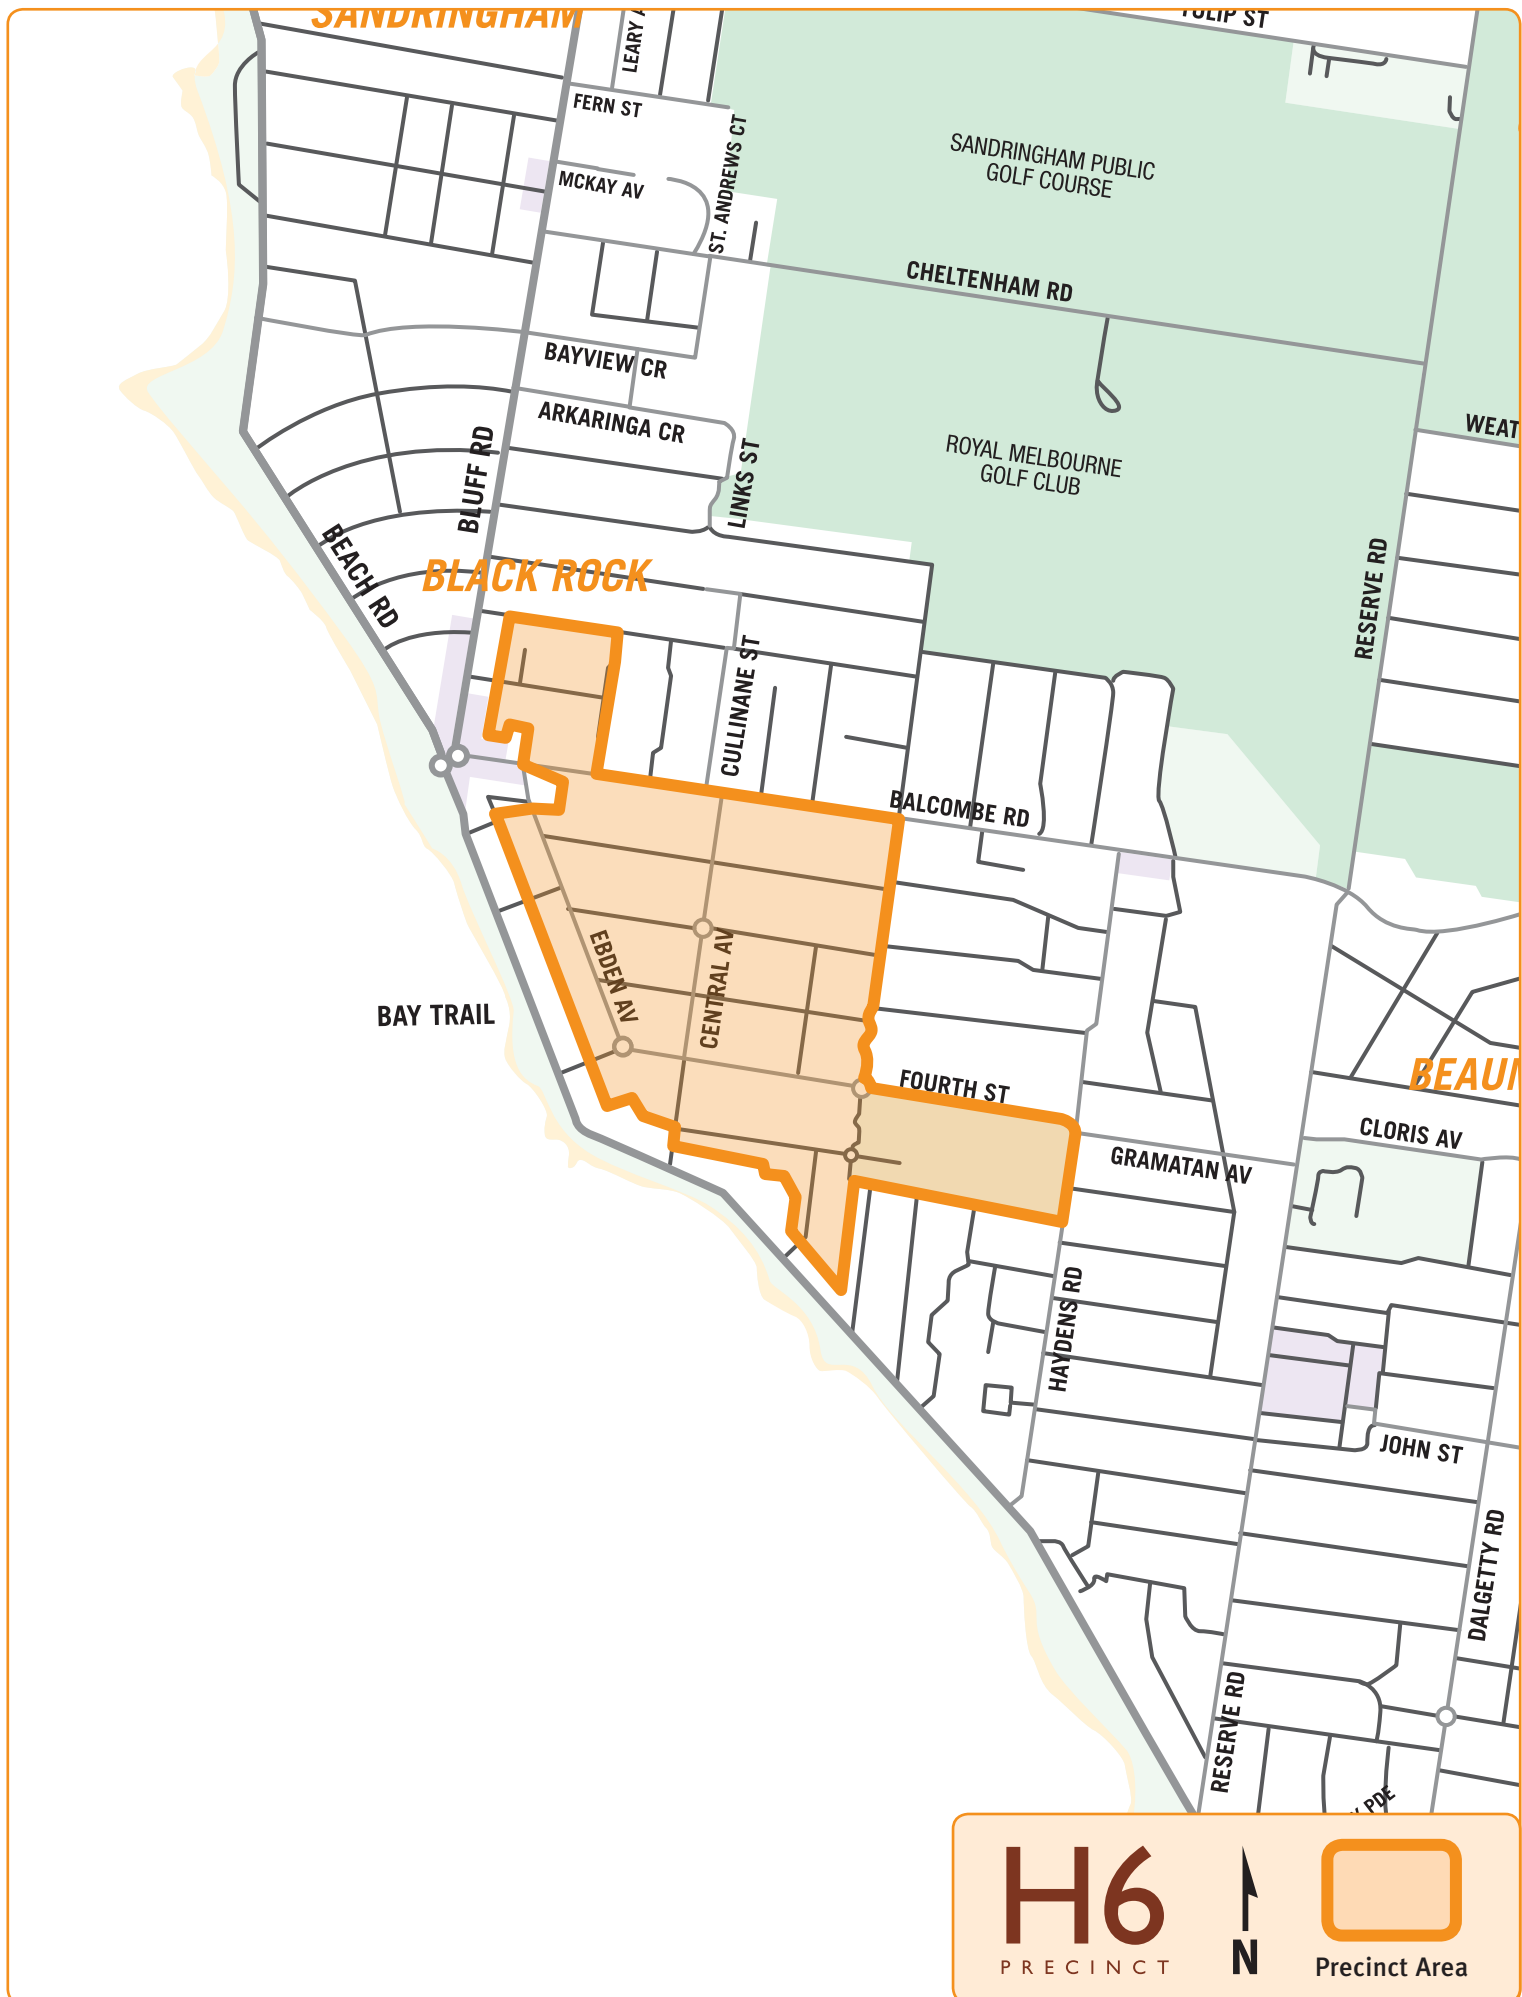 SANDRINGHAM
TULIP ST
LEARY A
FERN ST
ST. ANDREWS CT
MCKAY AV
SANDRINGHAM PUBLIC
GOLF COURSE
CHELTENHAM RD
BAYVIEW CR
ARKARINGA CR
BLUFF RD
LINKS ST
ROYAL MELBOURNE
GOLF CLUB
WEAT
BEACH RD
BLACK ROCK
RESERVE RD
CULLINANE ST
BALCOMBE RD
EBDEN AV
CENTRAL AV
BAY TRAIL
FOURTH ST
BEAUM
CLORIS AV
GRAMATAN AV
HAYDENS RD
JOHN ST
DALGETTY RD
RESERVE RD
PDE
H6
PRECINCT
N
Precinct Area